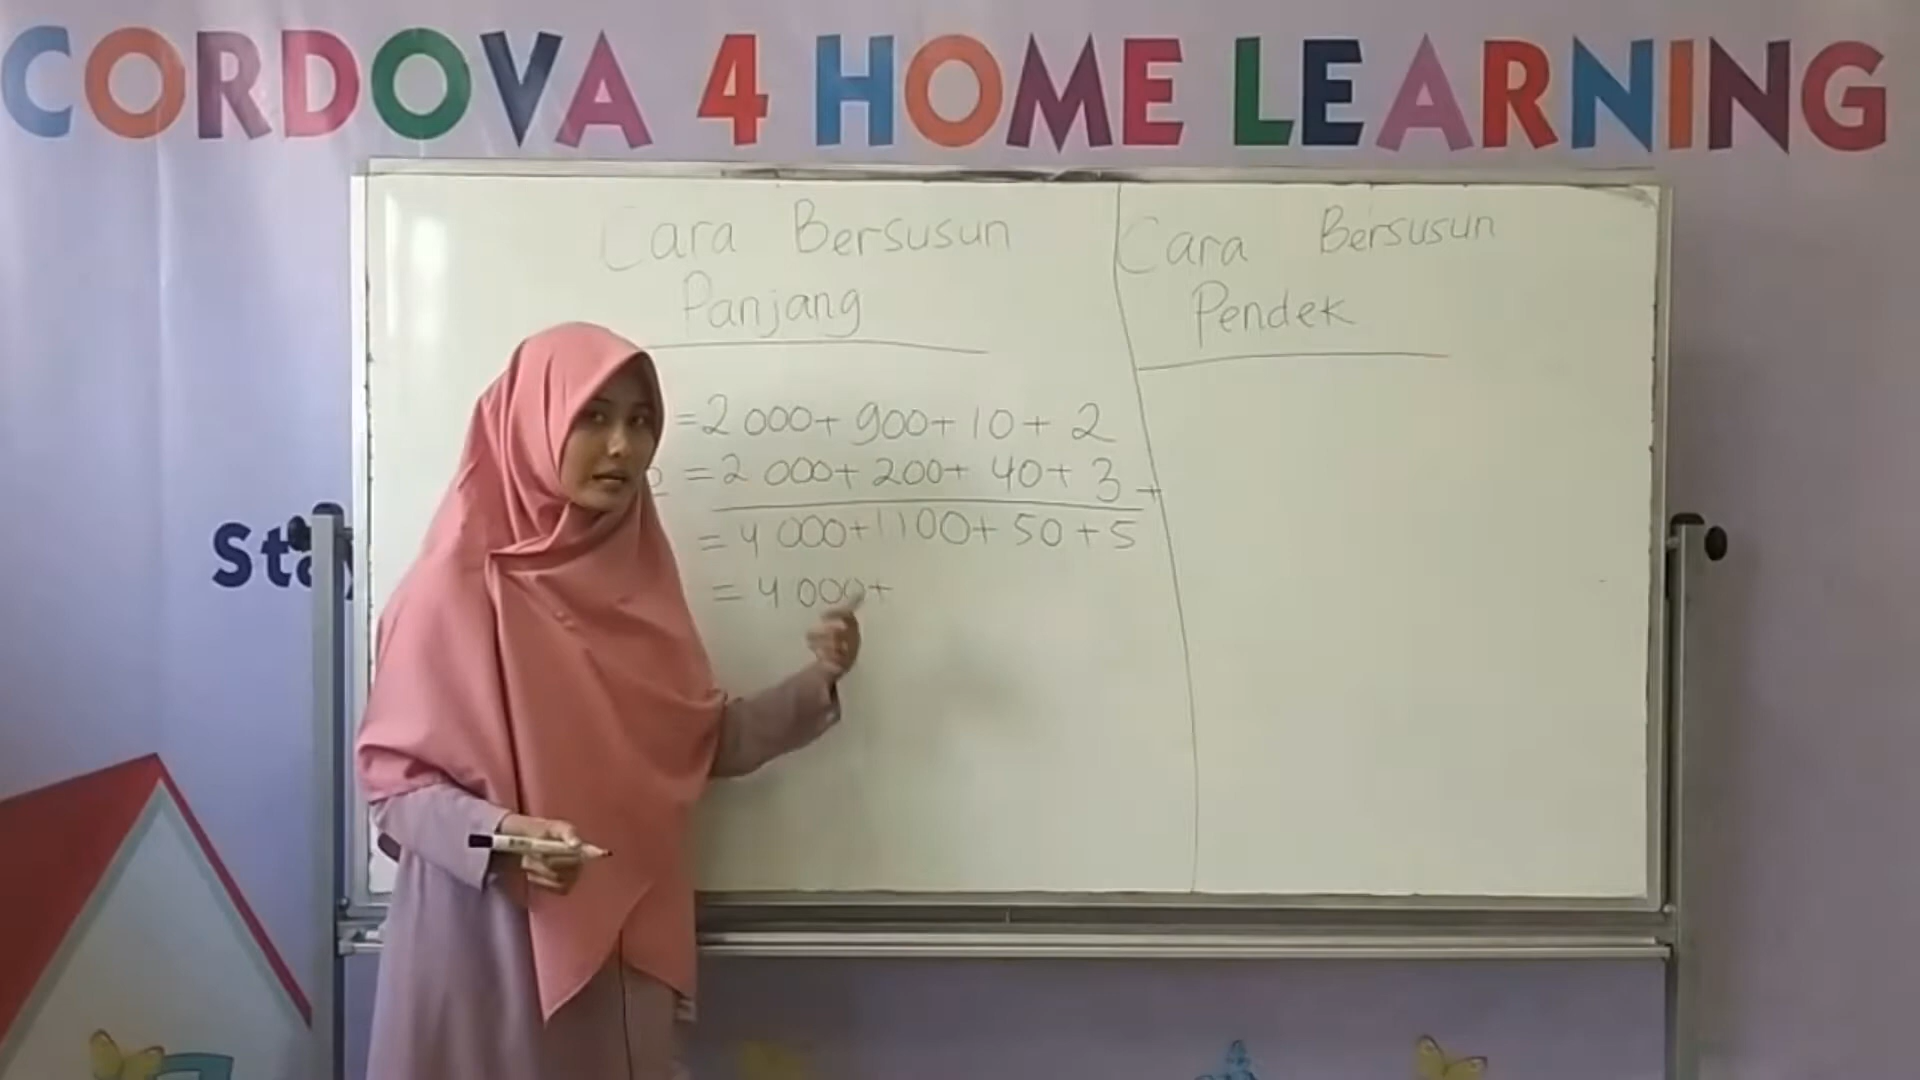 CORDOVA 4 HOME LEARNING
Cara Bersusun
Panjang
=2 000+ 900+ 10 + 2
= 2 000+ 200+ 40+ 3 +
= 4 000+ 1100+ 50 + 5
= 4 000+
Cara Bersusun
Pendek